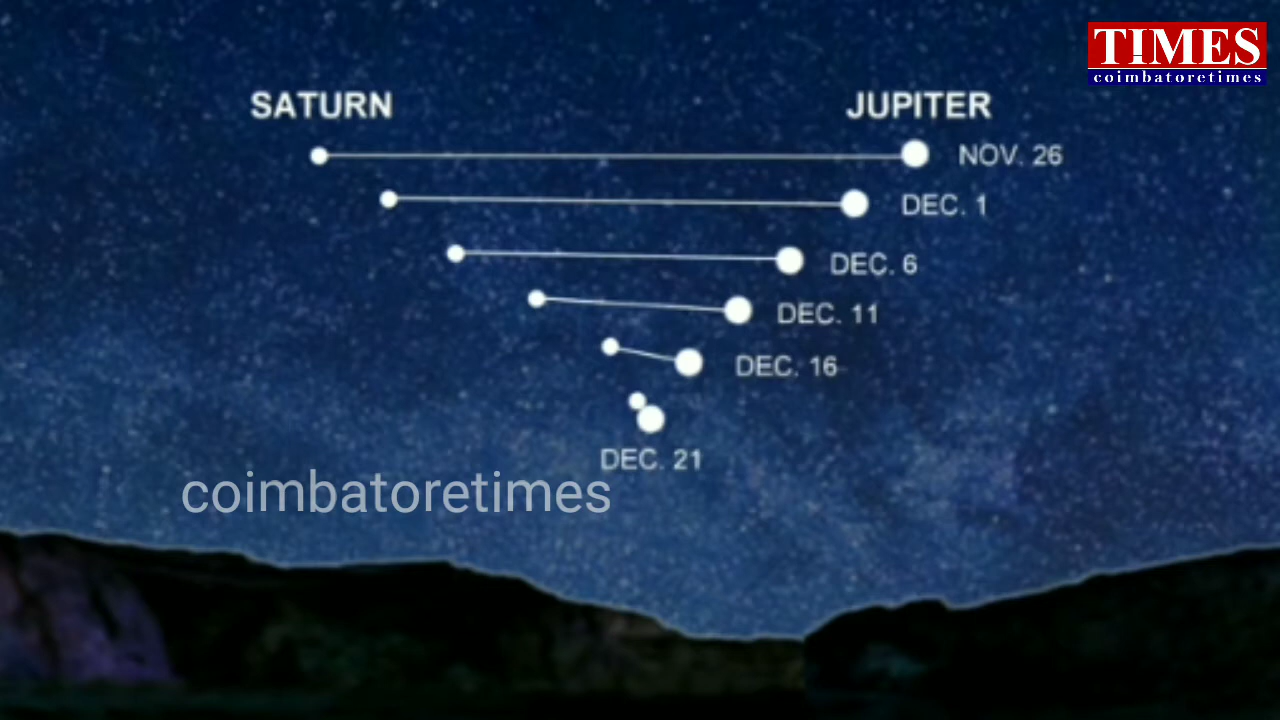 TIMES
coimbatoretimes
SATURN
JUPITER
NOV. 26
DEC. 1
DEC. 6
DEC. 11
DEC. 16
DEC. 21
coimbatoretimes